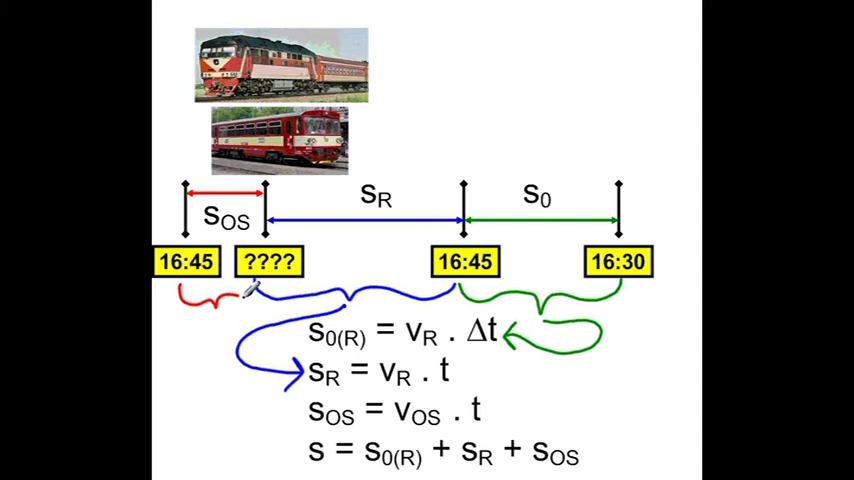 sR s0
sOS
16:45 ???? 16:45 16:30
s0(R) = vR . Δt
sR = vR . t
sOS = vOS . t
s = s0(R) + sR + sOS